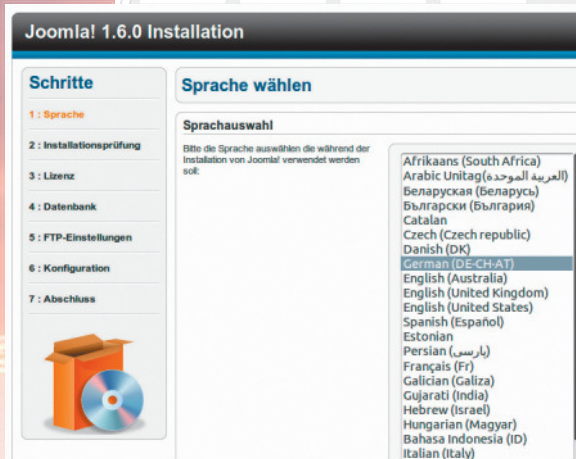 Joomla! 1.6.0 Installation
Schritte
1 : Sprache
2 : Installationsprüfung
3 : Lizenz
4 : Datenbank
5 : FTP-Einstellungen
6 : Konfiguration
7 : Abschluss
Sprache wählen
Sprachauswahl
Bitte die Sprache auswählen die während der
Installation von Joomla! verwendet werden
soll:
Afrikaans (South Africa)
Arabic Unitag(العربية الموحدة)
Беларуская (Беларусь)
Български (България)
Catalan
Czech (Czech republic)
Danish (DK)
German (DE-CH-AT)
English (Australia)
English (United Kingdom)
English (United States)
Spanish (Español)
Estonian
Persian (پارسی)
Français (Fr)
Galician (Galiza)
Gujarati (India)
Hebrew (Israel)
Hungarian (Magyar)
Bahasa Indonesia (ID)
Italian (Italy)